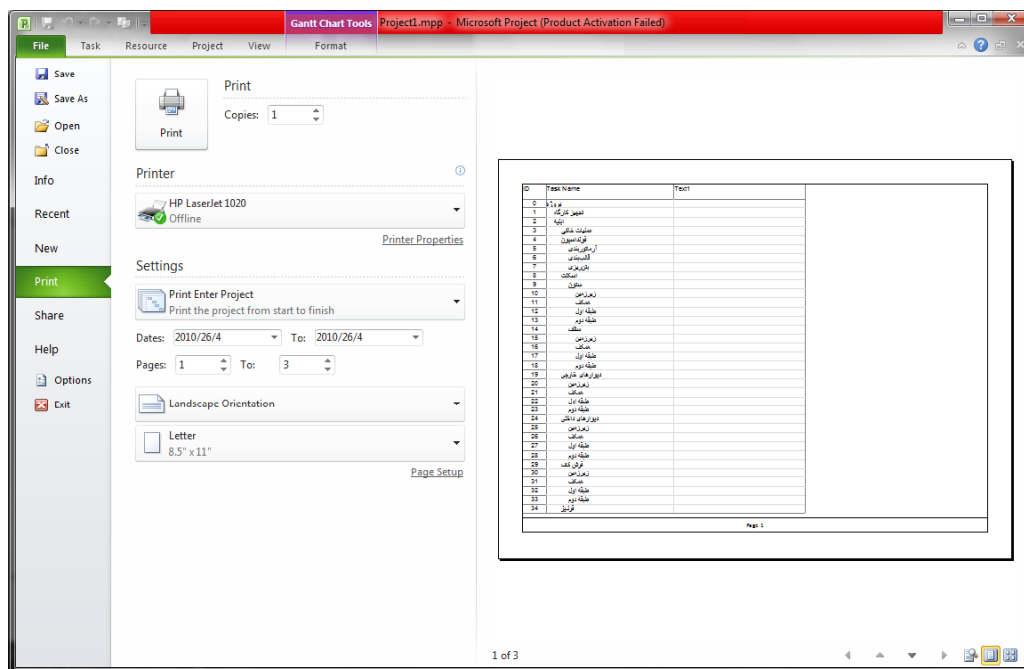 Gantt Chart Tools Project1.mpp - Microsoft Project (Product Activation Failed)
File Task Resource Project View Format
Save
Save As
Open
Close
Info
Recent
New
Print
Share
Help
Options
Exit
Print
Print
Copies: 1
Printer
HP LaserJet 1020
Offline
Printer Properties
Settings
Print Enter Project
Print the project from start to finish
Dates: 2010/26/4 To: 2010/26/4
Pages: 1 To: 3
Landscape Orientation
Letter
8.5" x 11"
Page Setup
ID Task Name Text1
0 پروژه
1 تجهیز کارگاه
2 ابنیه
3 عملیات خاکی
4 فونداسیون
5 آرماتوربندی
6 قالب‌بندی
7 بتن‌ریزی
8 اسکلت
9 ستون
10 زیرزمین
11 همکف
12 طبقه اول
13 طبقه دوم
14 سقف
15 زیرزمین
16 همکف
17 طبقه اول
18 طبقه دوم
19 دیوارهای خارجی
20 زیرزمین
21 همکف
22 طبقه اول
23 طبقه دوم
24 دیوارهای داخلی
25 زیرزمین
26 همکف
27 طبقه اول
28 طبقه دوم
29 فرش کف
30 زیرزمین
31 همکف
32 طبقه اول
33 طبقه دوم
34 قرنیز
Page 1
1 of 3